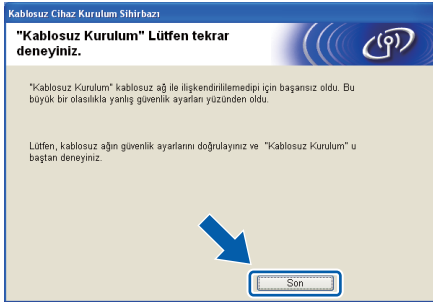 Kablosuz Cihaz Kurulum Sihirbazı
"Kablosuz Kurulum" Lütfen tekrar
deneyiniz.
"Kablosuz Kurulum" kablosuz ağ ile ilişkendirililemedipi için başarısız oldu. Bu
büyük bir olasılıkla yanlış güvenlik ayarları yüzünden oldu.
Lütfen, kablosuz ağın güvenlik ayarlarını doğrulayınız ve "Kablosuz Kurulum" u
baştan deneyiniz.
Son